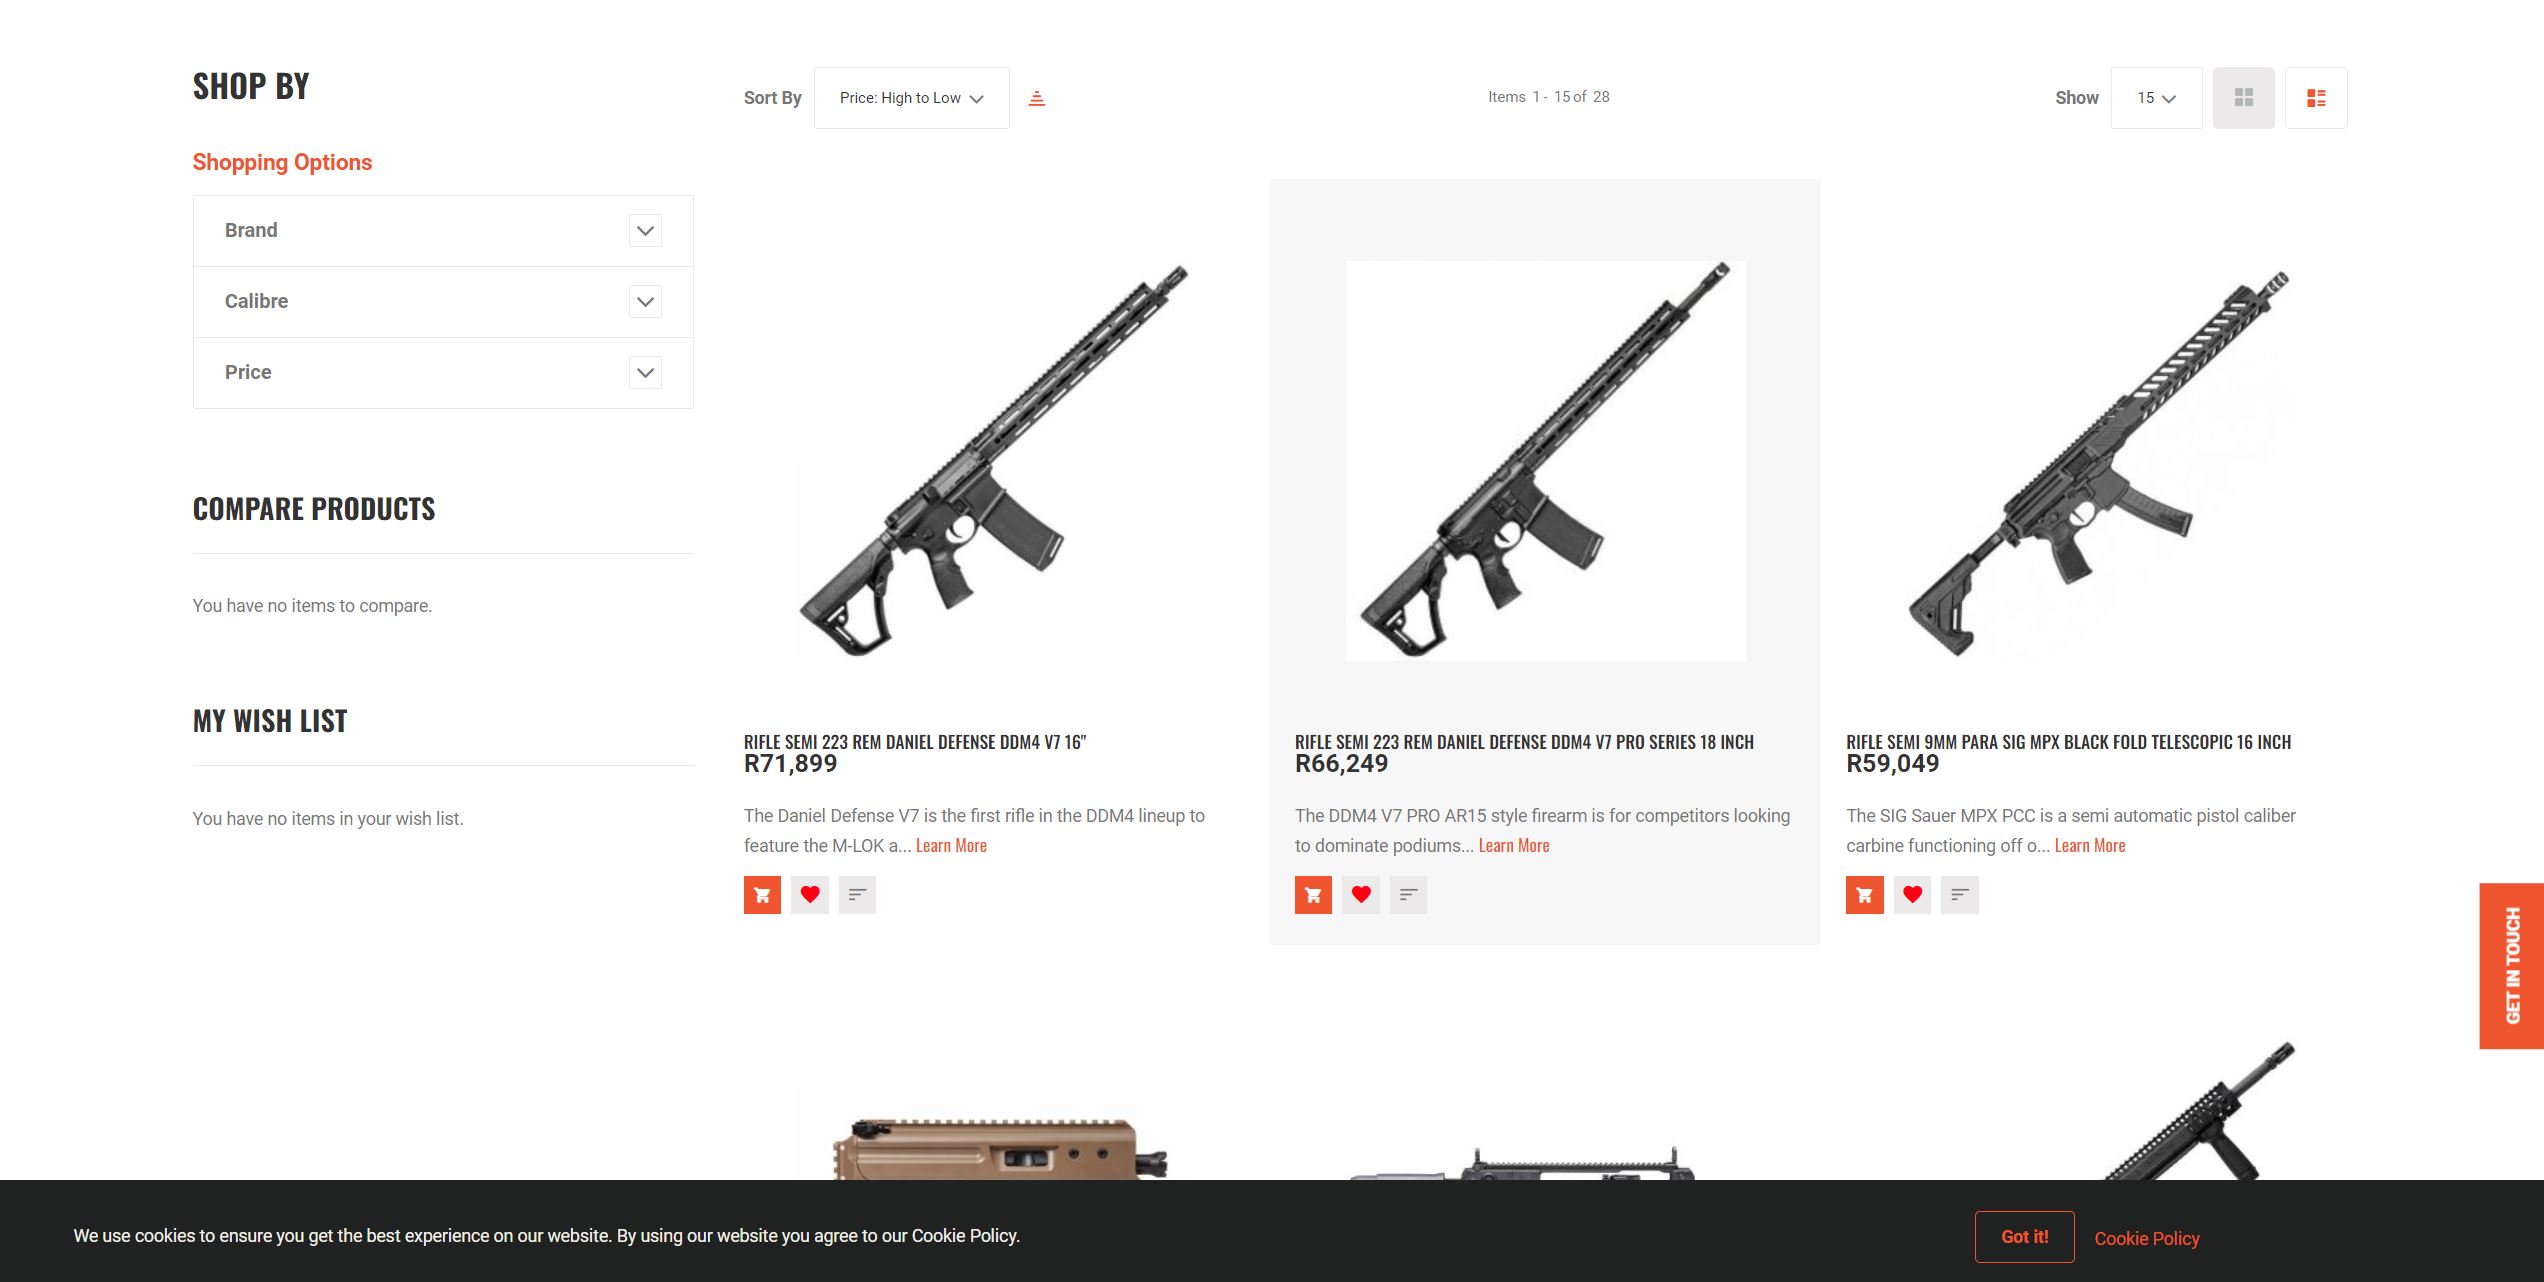 SHOP BY
Sort By
Price: High to Low
Items 1 - 15 of 28
Show
15
Shopping Options
Brand
Calibre
Price
COMPARE PRODUCTS
You have no items to compare.
MY WISH LIST
You have no items in your wish list.
RIFLE SEMI 223 REM DANIEL DEFENSE DDM4 V7 16"
R71,899
The Daniel Defense V7 is the first rifle in the DDM4 lineup to
feature the M-LOK a... Learn More
RIFLE SEMI 223 REM DANIEL DEFENSE DDM4 V7 PRO SERIES 18 INCH
R66,249
The DDM4 V7 PRO AR15 style firearm is for competitors looking
to dominate podiums... Learn More
RIFLE SEMI 9MM PARA SIG MPX BLACK FOLD TELESCOPIC 16 INCH
R59,049
The SIG Sauer MPX PCC is a semi automatic pistol caliber
carbine functioning off o... Learn More
GET IN TOUCH
We use cookies to ensure you get the best experience on our website. By using our website you agree to our Cookie Policy.
Got it!
Cookie Policy